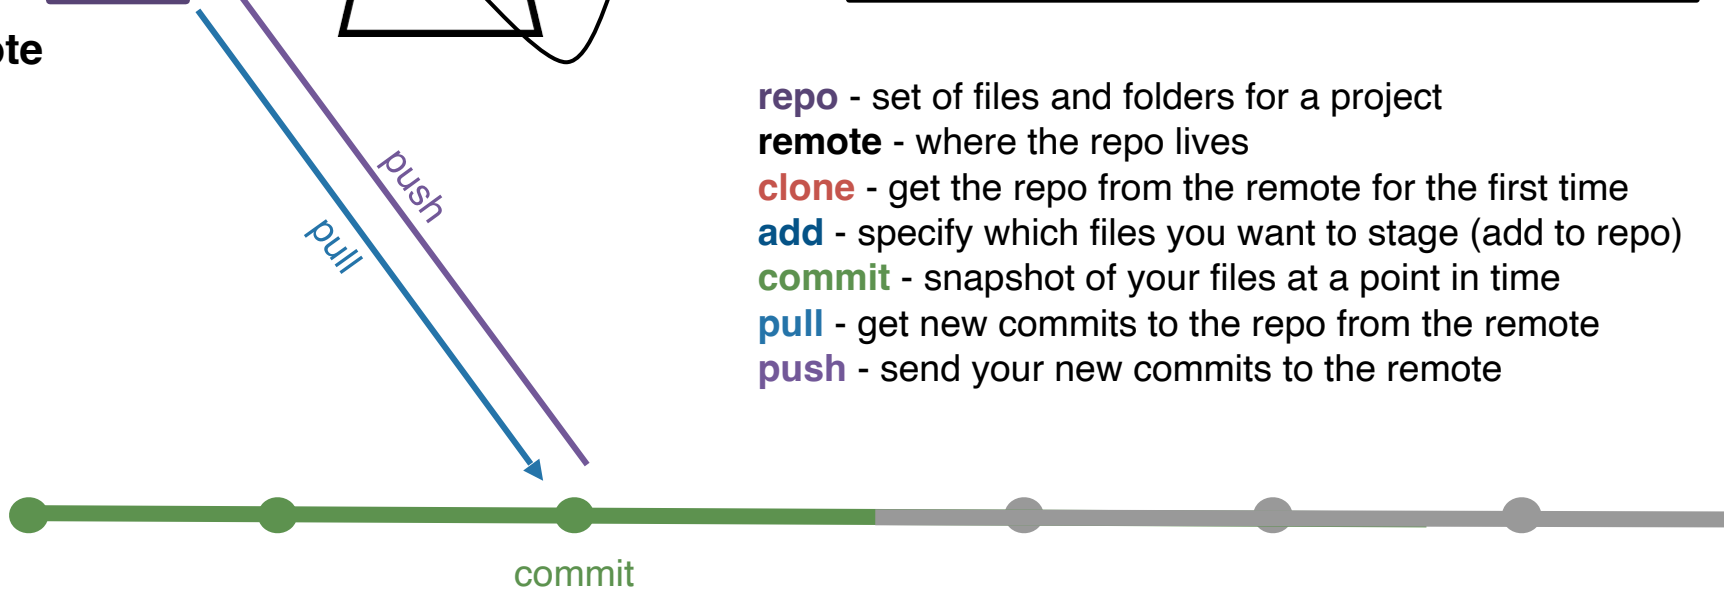 repo - set of files and folders for a project
remote - where the repo lives
clone - get the repo from the remote for the first time
add - specify which files you want to stage (add to repo)
commit - snapshot of your files at a point in time
pull - get new commits to the repo from the remote
push - send your new commits to the remote
push
pull
commit